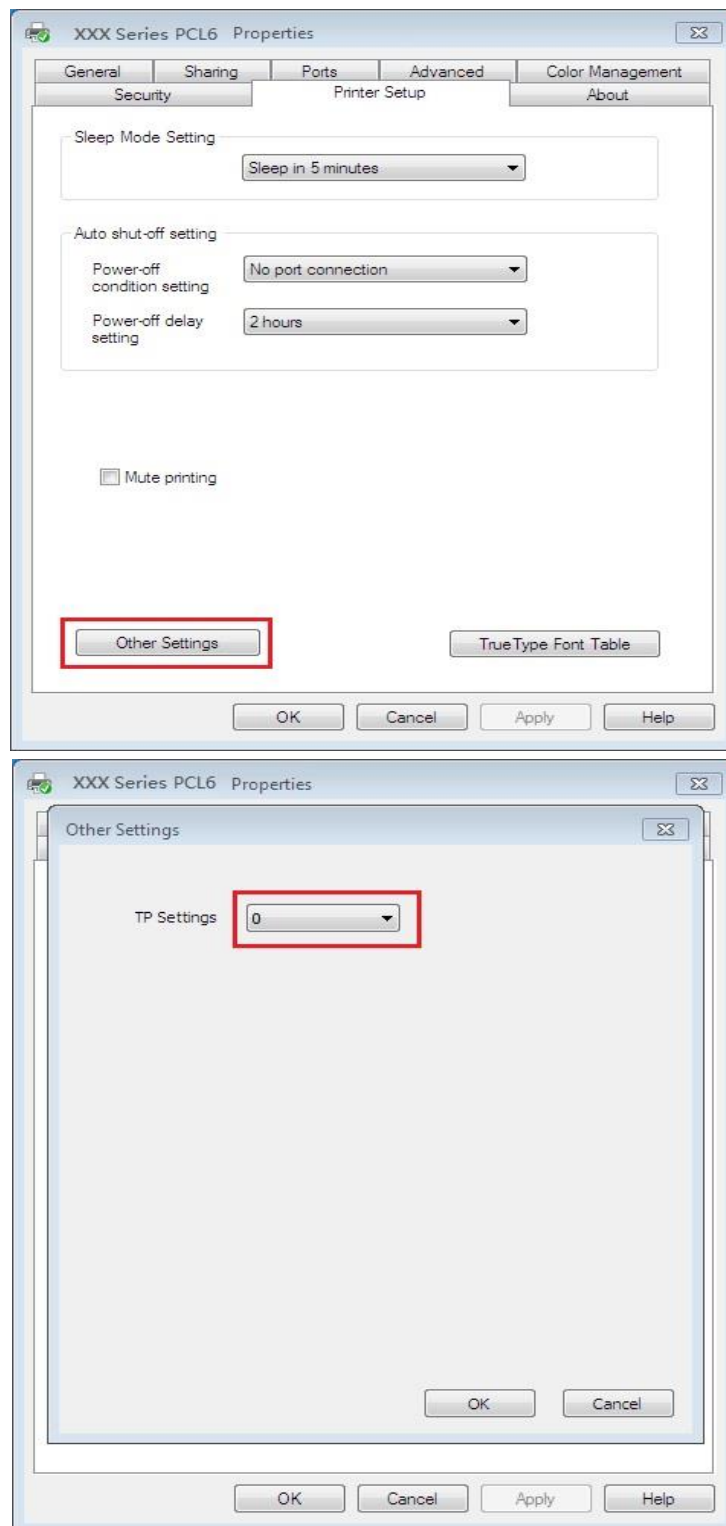 XXX Series PCL6 Properties
General Sharing Ports Advanced Color Management
Security Printer Setup About
Sleep Mode Setting
Sleep in 5 minutes
Auto shut-off setting
Power-off
condition setting
No port connection
Power-off delay
setting
2 hours
Mute printing
Other Settings TrueType Font Table
OK Cancel Apply Help
XXX Series PCL6 Properties
Other Settings
TP Settings 0
OK Cancel
OK Cancel Apply Help